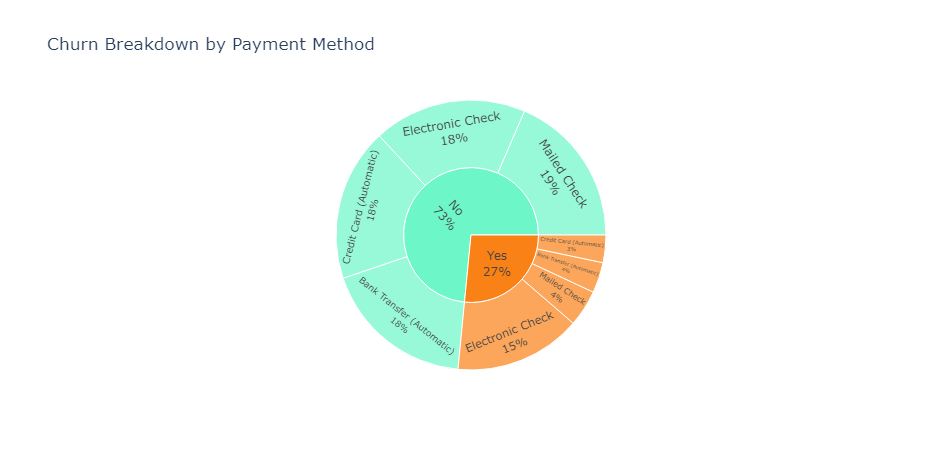 Churn Breakdown by Payment Method
Electronic Check
18%
Mailed Check
19%
Credit Card (Automatic)
18%
No
73%
Credit Card (Automatic)
3%
Bank Transfer (Automatic)
4%
Yes
27%
Mailed Check
4%
Bank Transfer (Automatic)
18%
Electronic Check
15%